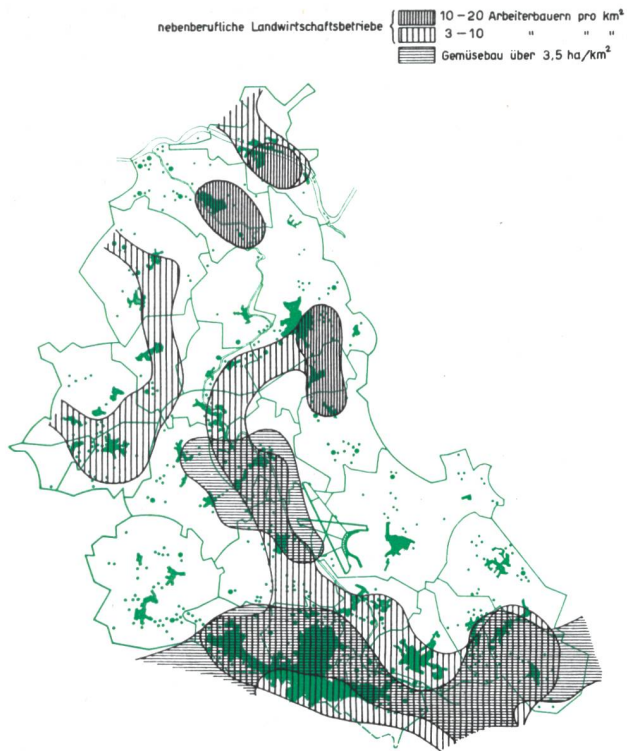 10 – 20 Arbeiterbauern pro km²
nebenberufliche Landwirtschaftsbetriebe
3 – 10 " " "
Gemüsebau über 3,5 ha/km²